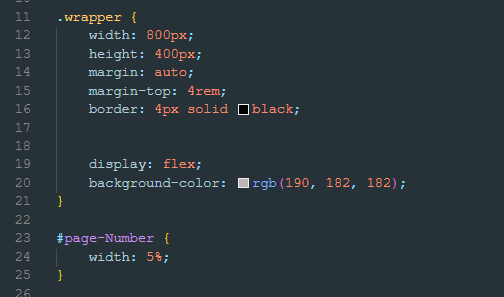 11 .wrapper {
12 width: 800px;
13 height: 400px;
14 margin: auto;
15 margin-top: 4rem;
16 border: 4px solid black;
17
18
19 display: flex;
20 background-color: rgb(190, 182, 182);
21 }
22
23 #page-Number {
24 width: 5%;
25 }
26